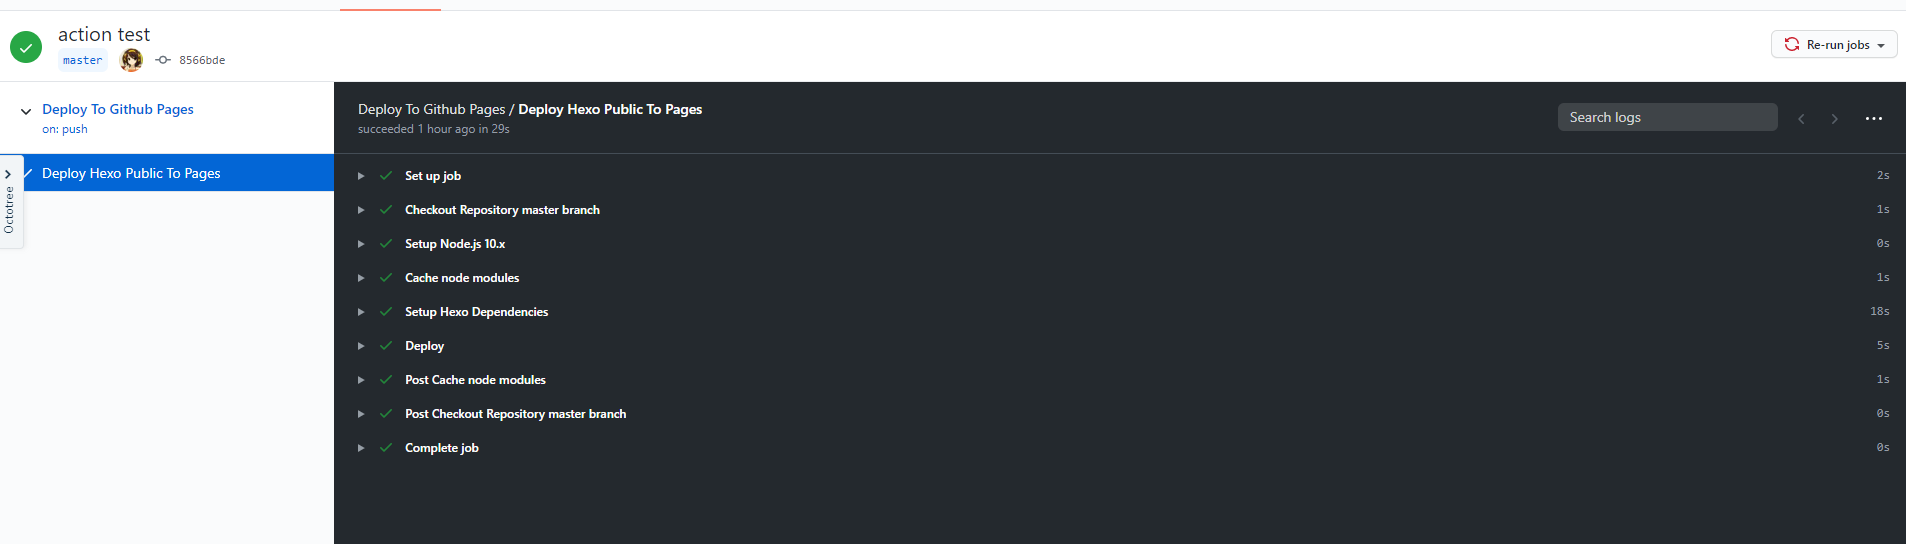 action test
master 8566bde
Re-run jobs
Deploy To Github Pages
on: push
Deploy Hexo Public To Pages
Octotree
Deploy To Github Pages / Deploy Hexo Public To Pages
succeeded 1 hour ago in 29s
Search logs
Set up job 2s
Checkout Repository master branch 1s
Setup Node.js 10.x 0s
Cache node modules 1s
Setup Hexo Dependencies 18s
Deploy 5s
Post Cache node modules 1s
Post Checkout Repository master branch 0s
Complete job 0s